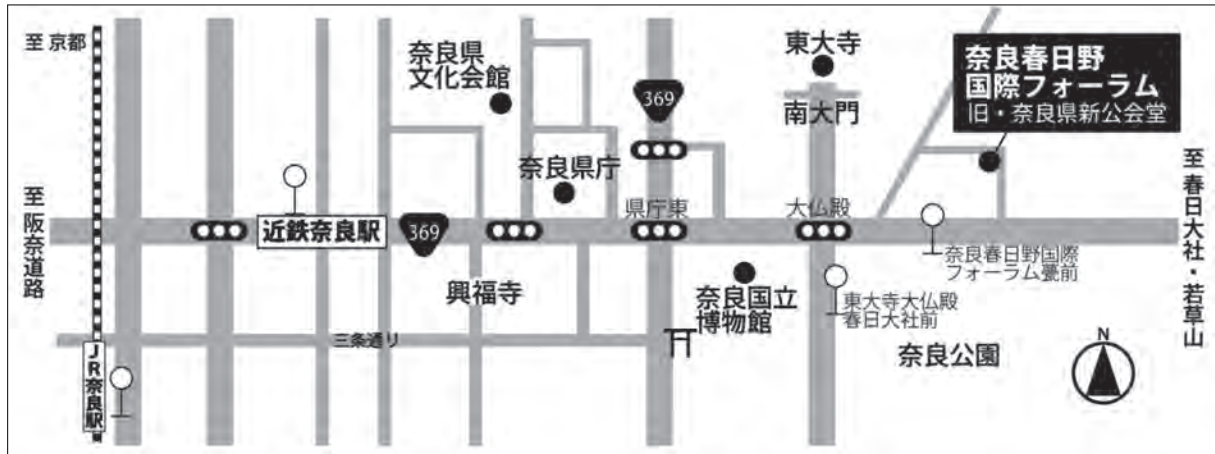 至 京都
至 阪奈道路
JR奈良駅
近鉄奈良駅
369
奈良県
文化会館
奈良県庁
興福寺
三条通り
369
県庁東
奈良国立
博物館
東大寺
南大門
大仏殿
東大寺大仏殿
春日大社前
奈良春日野
国際フォーラム
旧・奈良県新公会堂
奈良春日野国際
フォーラム甍前
奈良公園
N
至 春日大社・若草山